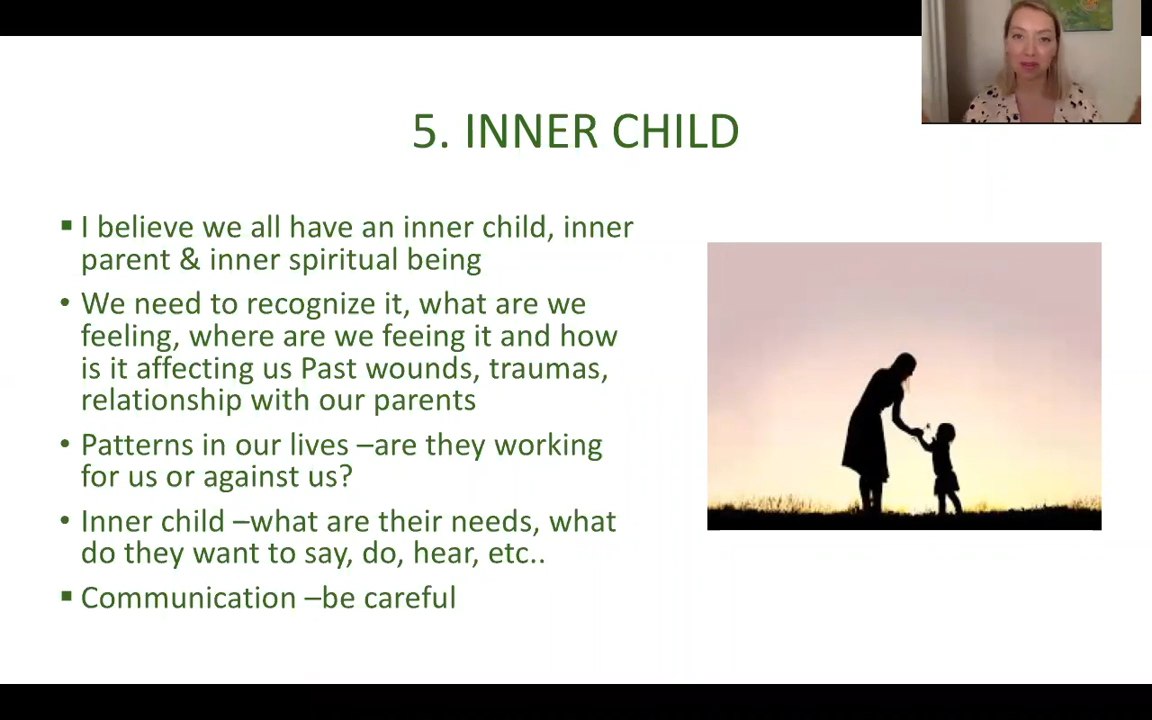 5. INNER CHILD
▪ I believe we all have an inner child, inner
parent & inner spiritual being
• We need to recognize it, what are we
feeling, where are we feeing it and how
is it affecting us Past wounds, traumas,
relationship with our parents
• Patterns in our lives –are they working
for us or against us?
• Inner child –what are their needs, what
do they want to say, do, hear, etc..
▪ Communication –be careful